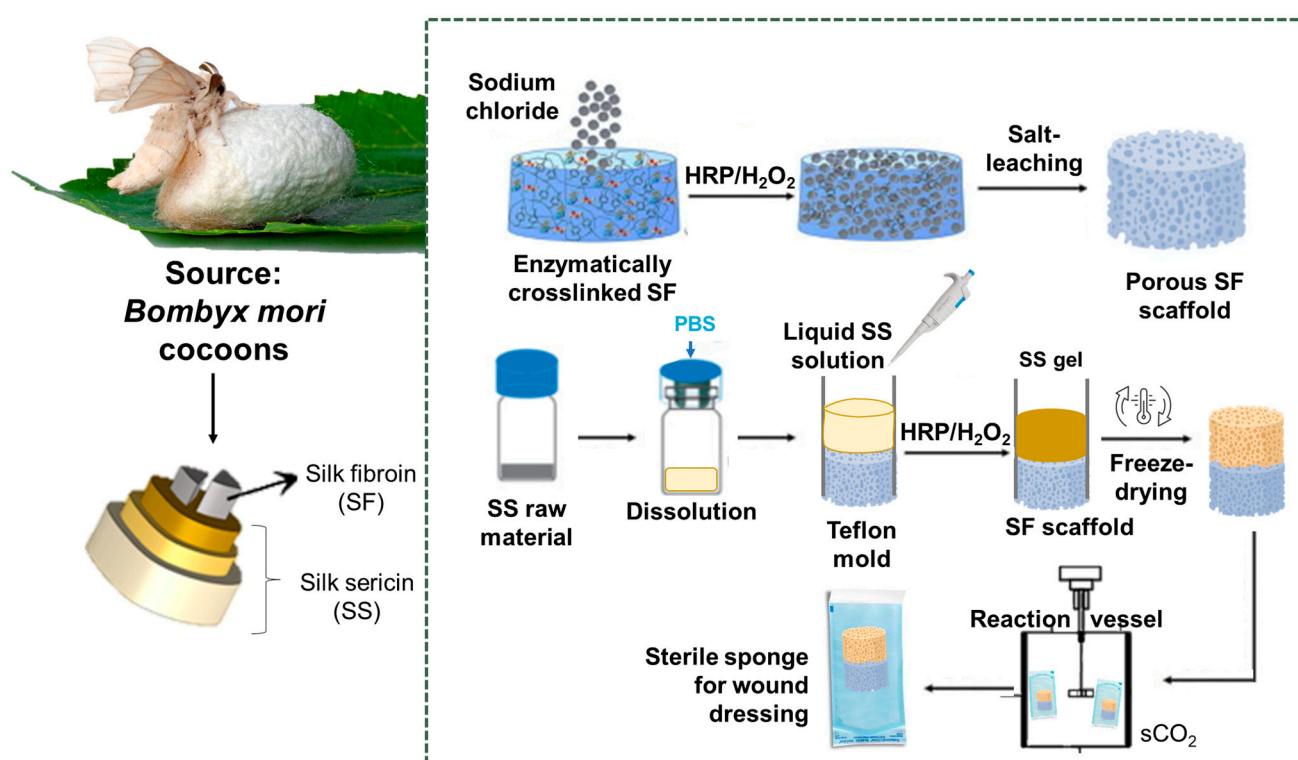 Source:
Bombyx mori
cocoons
Silk fibroin
(SF)
Silk sericin
(SS)
Sodium
chloride
HRP/H₂O₂
Salt-
leaching
Enzymatically
crosslinked SF
Porous SF
scaffold
PBS
Liquid SS
solution
SS gel
HRP/H₂O₂
Freeze-
drying
SS raw
material
Dissolution
Teflon
mold
SF scaffold
Reaction vessel
Sterile sponge
for wound
dressing
sCO₂